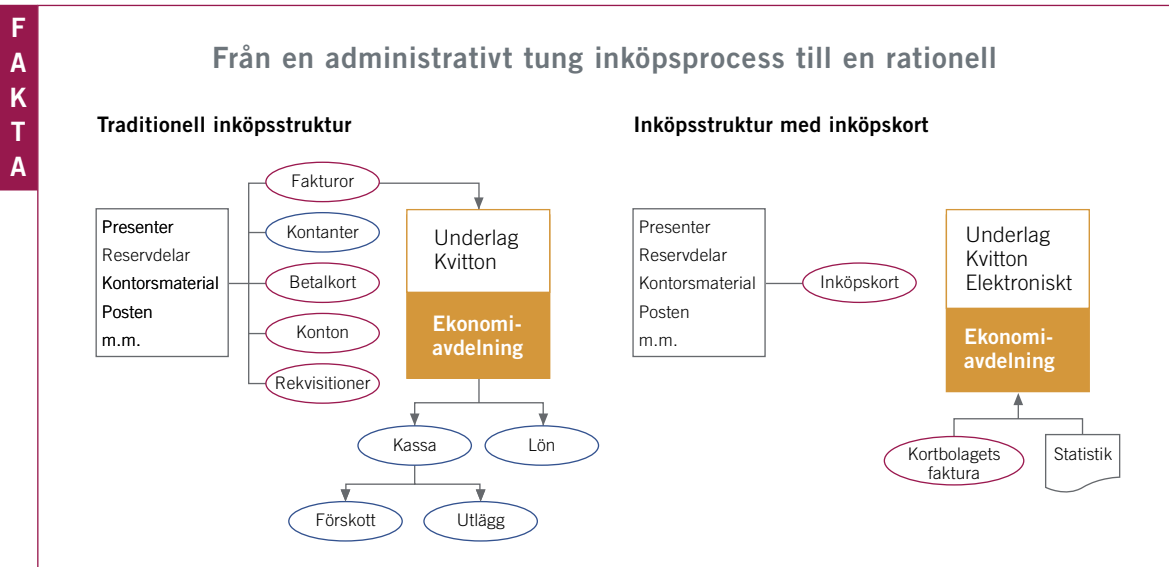 F
A
K
T
A
Från en administrativt tung inköpsprocess till en rationell
Traditionell inköpsstruktur
Presenter
Reservdelar
Kontorsmaterial
Posten
m.m.
Fakturor
Kontanter
Betalkort
Konton
Rekvisitioner
Underlag
Kvitton
Ekonomi-
avdelning
Kassa
Lön
Förskott
Utlägg
Inköpsstruktur med inköpskort
Presenter
Reservdelar
Kontorsmaterial
Posten
m.m.
Inköpskort
Underlag
Kvitton
Elektroniskt
Ekonomi-
avdelning
Kortbolagets
faktura
Statistik